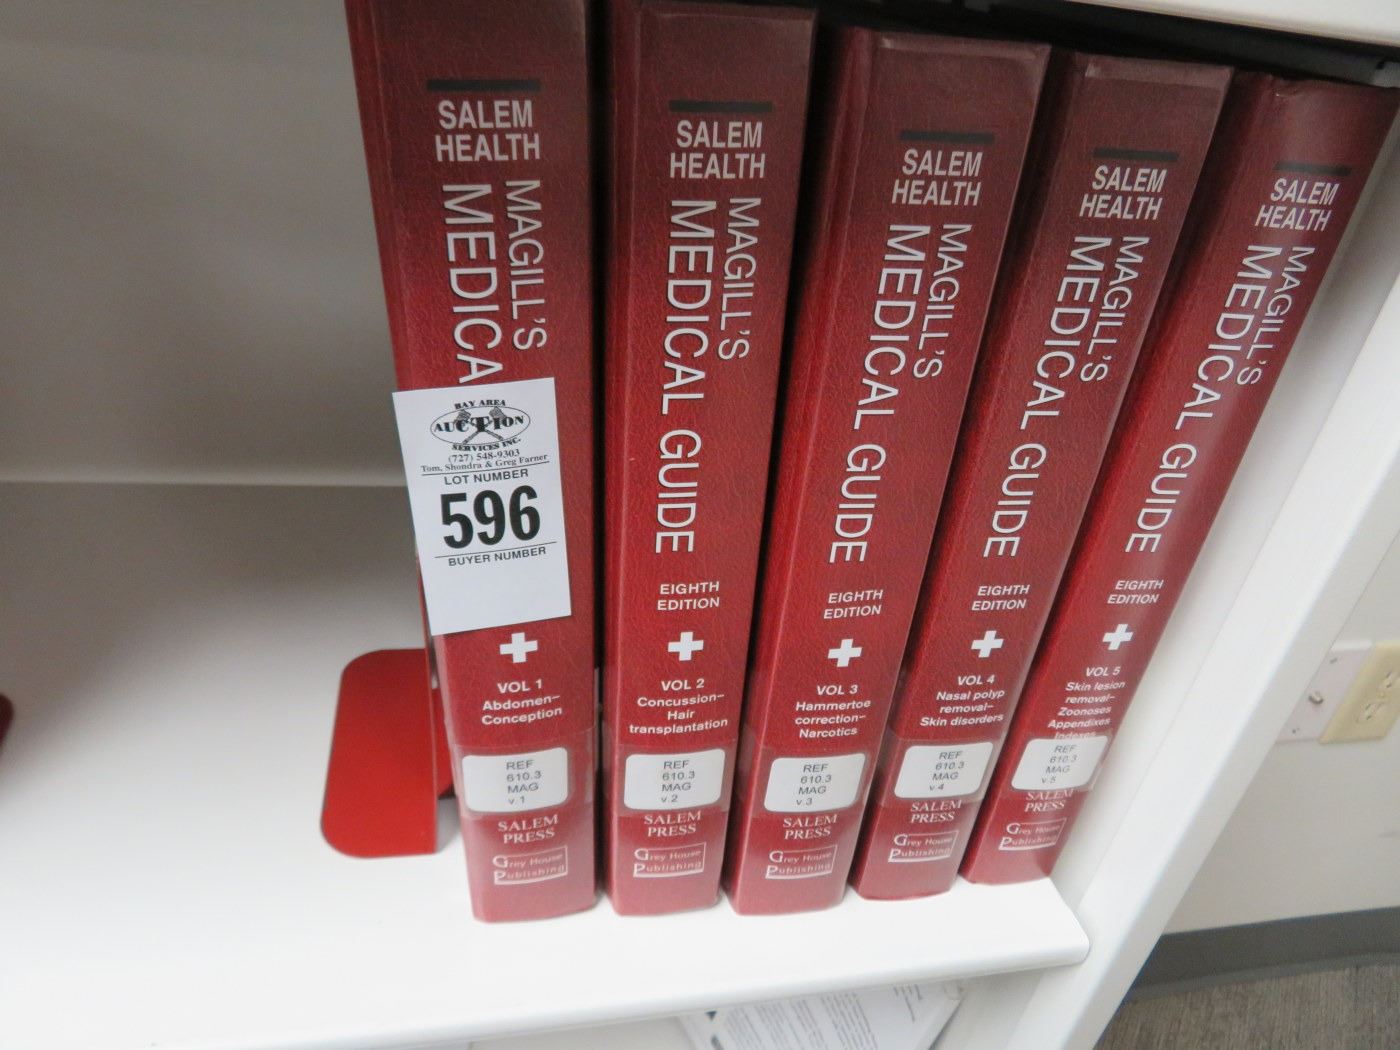 SALEM
HEALTH
MAGILL'S
MEDICA
BAY AREA
AUCTION
SERVICES INC.
(727) 548-9303
Tom, Shondra & Greg Farner
LOT NUMBER
596
BUYER NUMBER
VOL 1
Abdomen–
Conception
REF
610.3
MAG
v.1
SALEM
PRESS
Grey House
Publishing
SALEM
HEALTH
MAGILL'S
MEDICAL GUIDE
EIGHTH
EDITION
VOL 2
Concussion–
Hair
transplantation
REF
610.3
MAG
v.2
SALEM
PRESS
Grey House
Publishing
SALEM
HEALTH
MAGILL'S
MEDICAL GUIDE
EIGHTH
EDITION
VOL 3
Hammertoe
correction–
Narcotics
REF
610.3
MAG
v.3
SALEM
PRESS
Grey House
Publishing
SALEM
HEALTH
MAGILL'S
MEDICAL GUIDE
EIGHTH
EDITION
VOL 4
Nasal polyp
removal–
Skin disorders
REF
610.3
MAG
v.4
SALEM
PRESS
Grey House
Publishing
SALEM
HEALTH
MAGILL'S
MEDICAL GUIDE
EIGHTH
EDITION
VOL 5
Skin lesion
removal–
Zoonoses
Appendixes
Indexes
REF
610.3
MAG
v.5
SALEM
PRESS
Grey House
Publishing